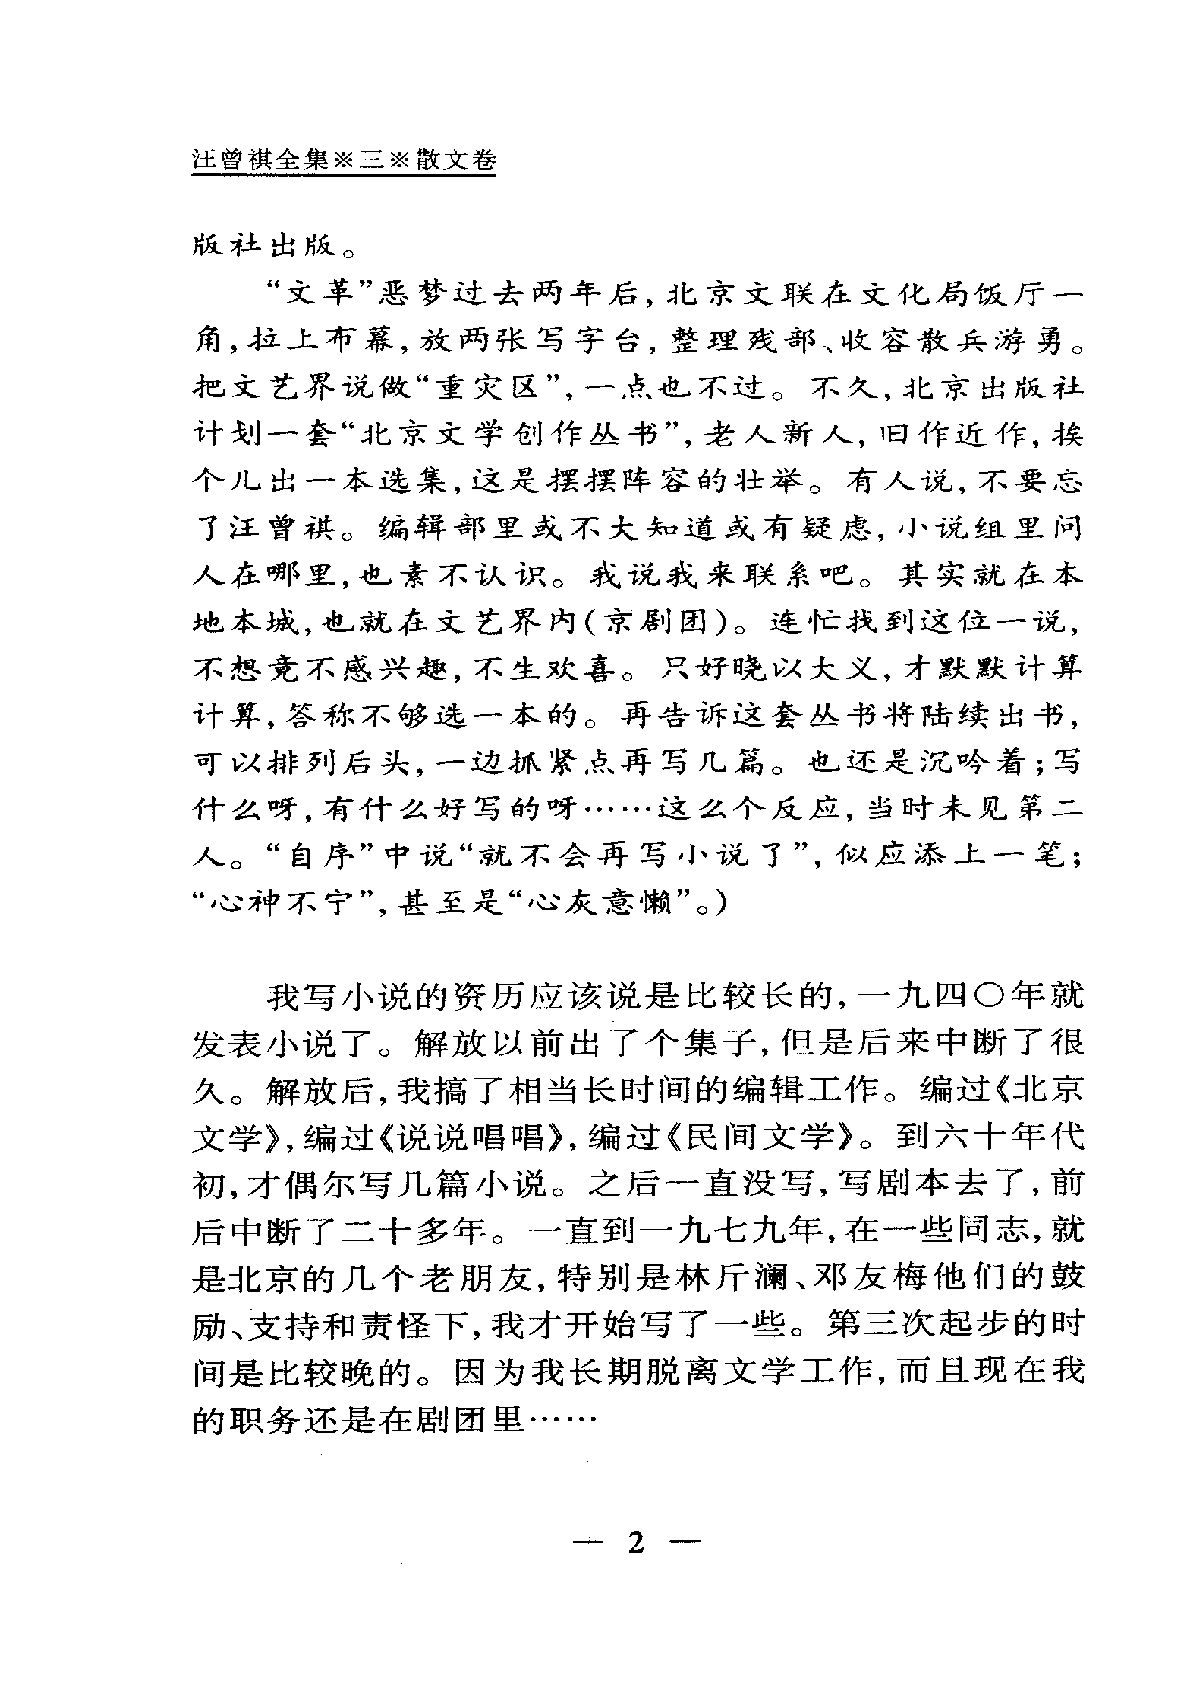 汪曾祺全集※三※散文卷
版社出版。
“文革”恶梦过去两年后,北京文联在文化局饭厅一
角,拉上布幕,放两张写字台,整理残部、收容散兵游勇。
把文艺界说做“重灾区”,一点也不过。不久,北京出版社
计划一套“北京文学创作丛书”,老人新人,旧作近作,挨
个儿出一本选集,这是摆摆阵容的壮举。有人说,不要忘
了汪曾祺。编辑部里或不大知道或有疑虑,小说组里问
人在哪里,也素不认识。我说我来联系吧。其实就在本
地本城,也就在文艺界内(京剧团)。连忙找到这位一说,
不想竟不感兴趣,不生欢喜。只好晓以大义,才默默计算
计算,答称不够选一本的。再告诉这套丛书将陆续出书,
可以排列后头,一边抓紧点再写几篇。也还是沉吟着;写
什么呀,有什么好写的呀……这么个反应,当时未见第二
人。“自序”中说“就不会再写小说了”,似应添上一笔;
“心神不宁”,甚至是“心灰意懒”。)
我写小说的资历应该说是比较长的,一九四〇年就
发表小说了。解放以前出了个集子,但是后来中断了很
久。解放后,我搞了相当长时间的编辑工作。编过《北京
文学》,编过《说说唱唱》,编过《民间文学》。到六十年代
初,才偶尔写几篇小说。之后一直没写,写剧本去了,前
后中断了二十多年。一直到一九七九年,在一些同志,就
是北京的几个老朋友,特别是林斤澜、邓友梅他们的鼓
励、支持和责怪下,我才开始写了一些。第三次起步的时
间是比较晚的。因为我长期脱离文学工作,而且现在我
的职务还是在剧团里……
— 2 —